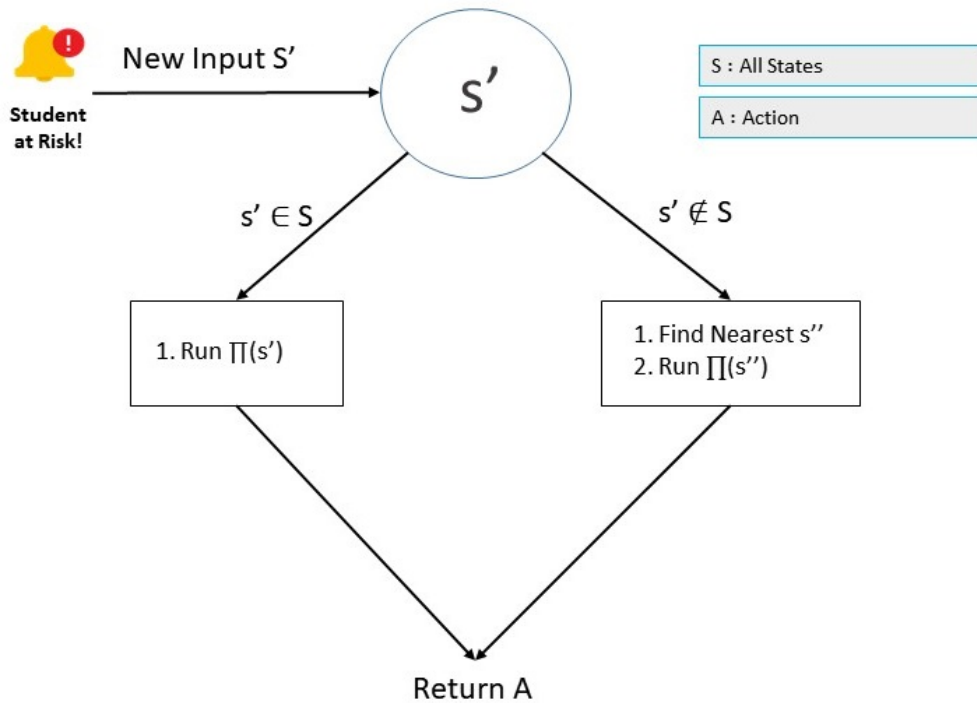 New Input S’
!
Student
at Risk!
s’
S : All States
A : Action
s’ ∈ S
s’ ∉ S
1. Run ∏(s’)
1. Find Nearest s’’
2. Run ∏(s’’)
Return A